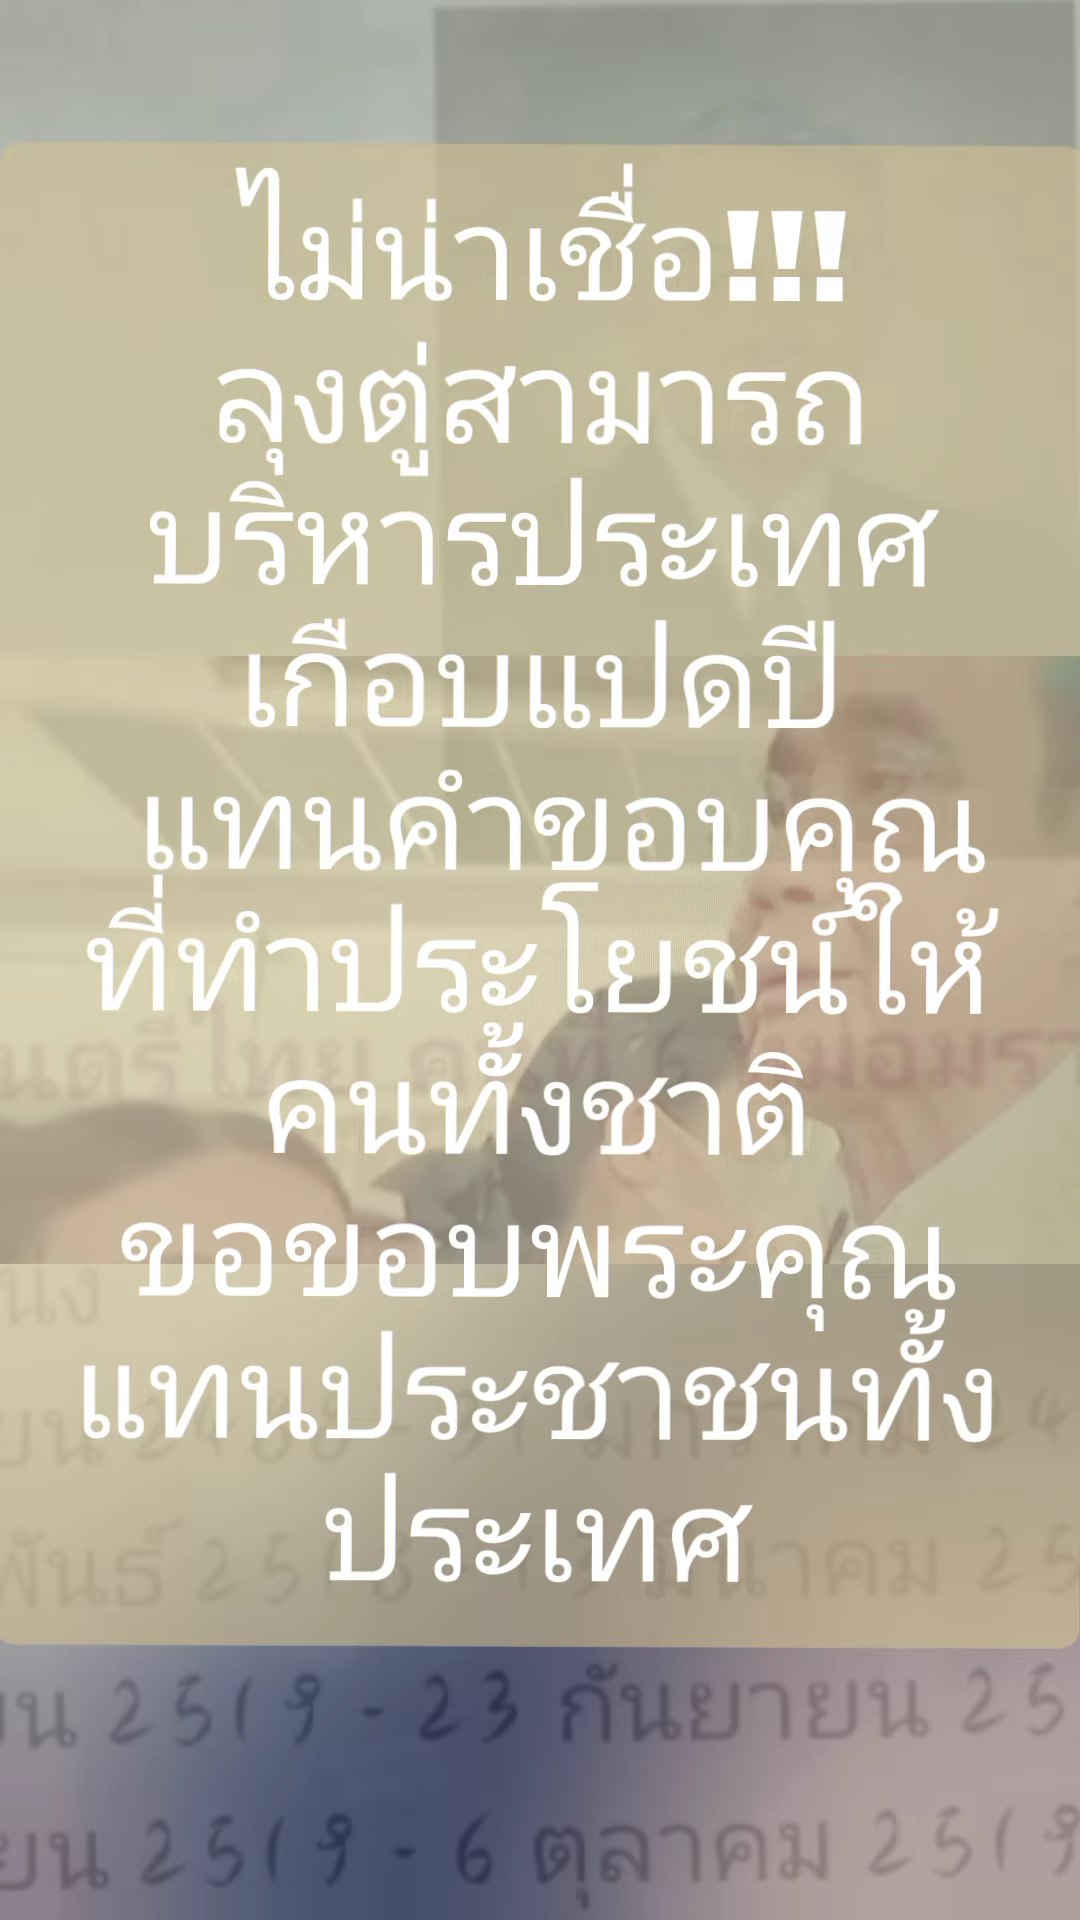 ไม่น่าเชื่อ!!!
ลุงตู่สามารถ
บริหารประเทศ
เกือบแปดปี
แทนคำขอบคุณ
ที่ทำประโยชน์ให้
คนทั้งชาติ
ขอขอบพระคุณ
แทนประชาชนทั้ง
ประเทศ
2519 - 23 กันยายน 25
2519 - 6 ตุลาคม 2519